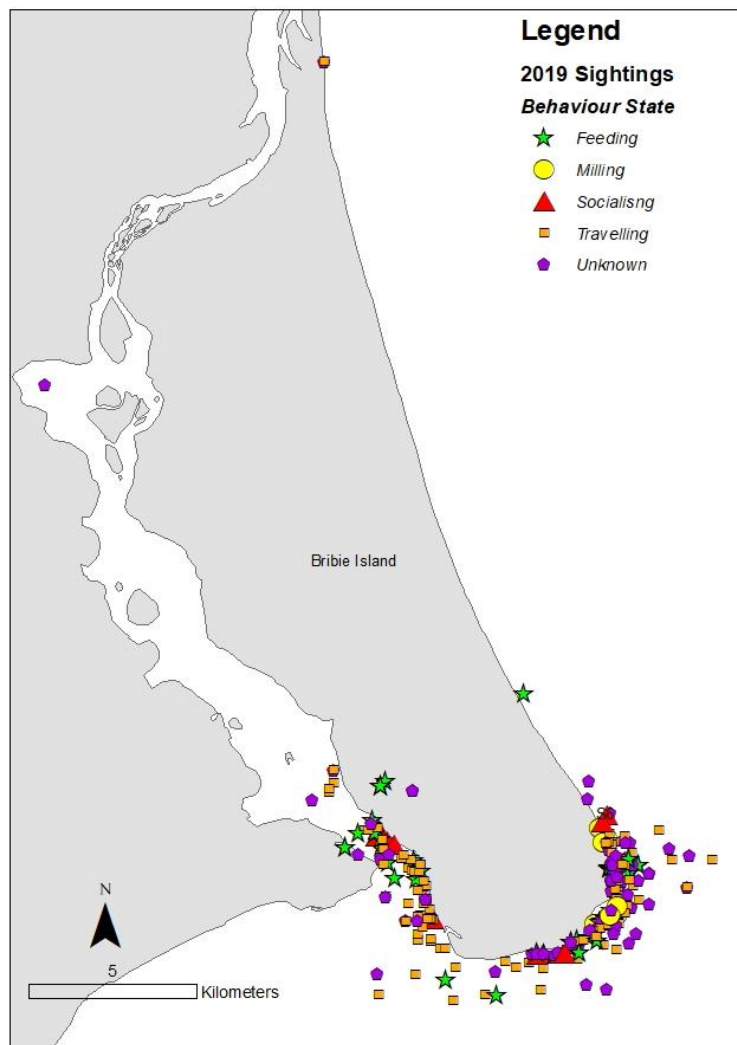 Legend
2019 Sightings
Behaviour State
Feeding
Milling
Socialisng
Travelling
Unknown
Bribie Island
N
5
Kilometers